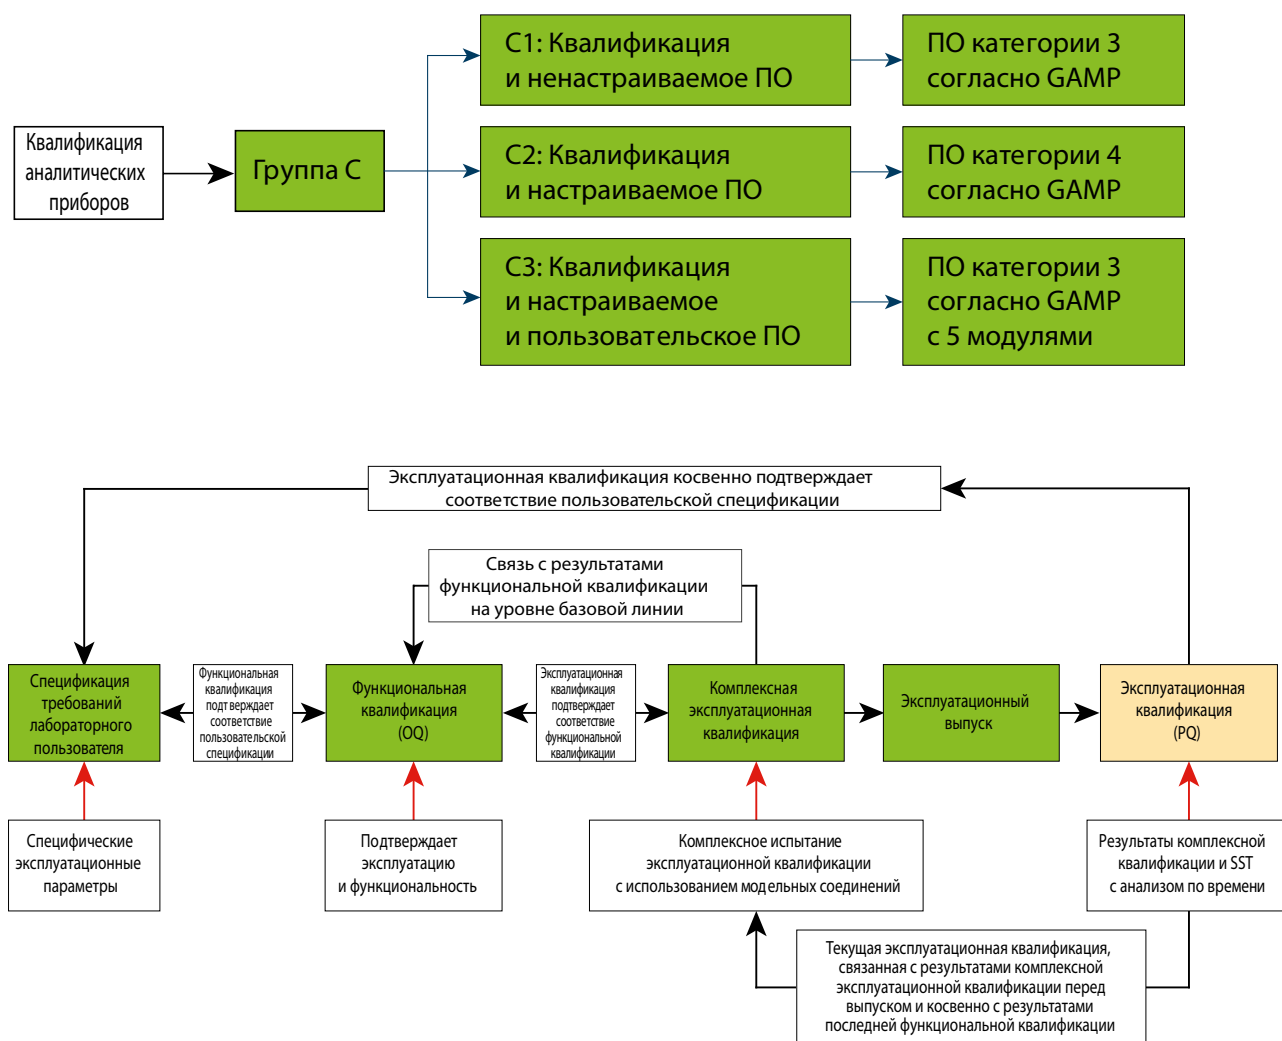 С1: Квалификация
и ненастраиваемое ПО
ПО категории 3
согласно GAMP
Квалификация
аналитических
приборов
Группа С
С2: Квалификация
и настраиваемое ПО
ПО категории 4
согласно GAMP
С3: Квалификация
и настраиваемое
и пользовательское ПО
ПО категории 3
согласно GAMP
с 5 модулями
Эксплуатационная квалификация косвенно подтверждает
соответствие пользовательской спецификации
Связь с результатами
функциональной квалификации
на уровне базовой линии
Спецификация
требований
лабораторного
пользователя
Функциональная
квалификация
подтверждает
соответствие
пользовательской
спецификации
Функциональная
квалификация
(OQ)
Эксплуатационная
квалификация
подтверждает
соответствие
функциональной
квалификации
Комплексная
эксплуатационная
квалификация
Эксплуатационный
выпуск
Эксплуатационная
квалификация
(PQ)
Специфические
эксплуатационные
параметры
Подтверждает
эксплуатацию
и функциональность
Комплексное испытание
эксплуатационной квалификации
с использованием модельных соединений
Результаты комплексной
квалификации и SST
с анализом по времени
Текущая эксплуатационная квалификация,
связанная с результатами комплексной
эксплуатационной квалификации перед
выпуском и косвенно с результатами
последней функциональной квалификации